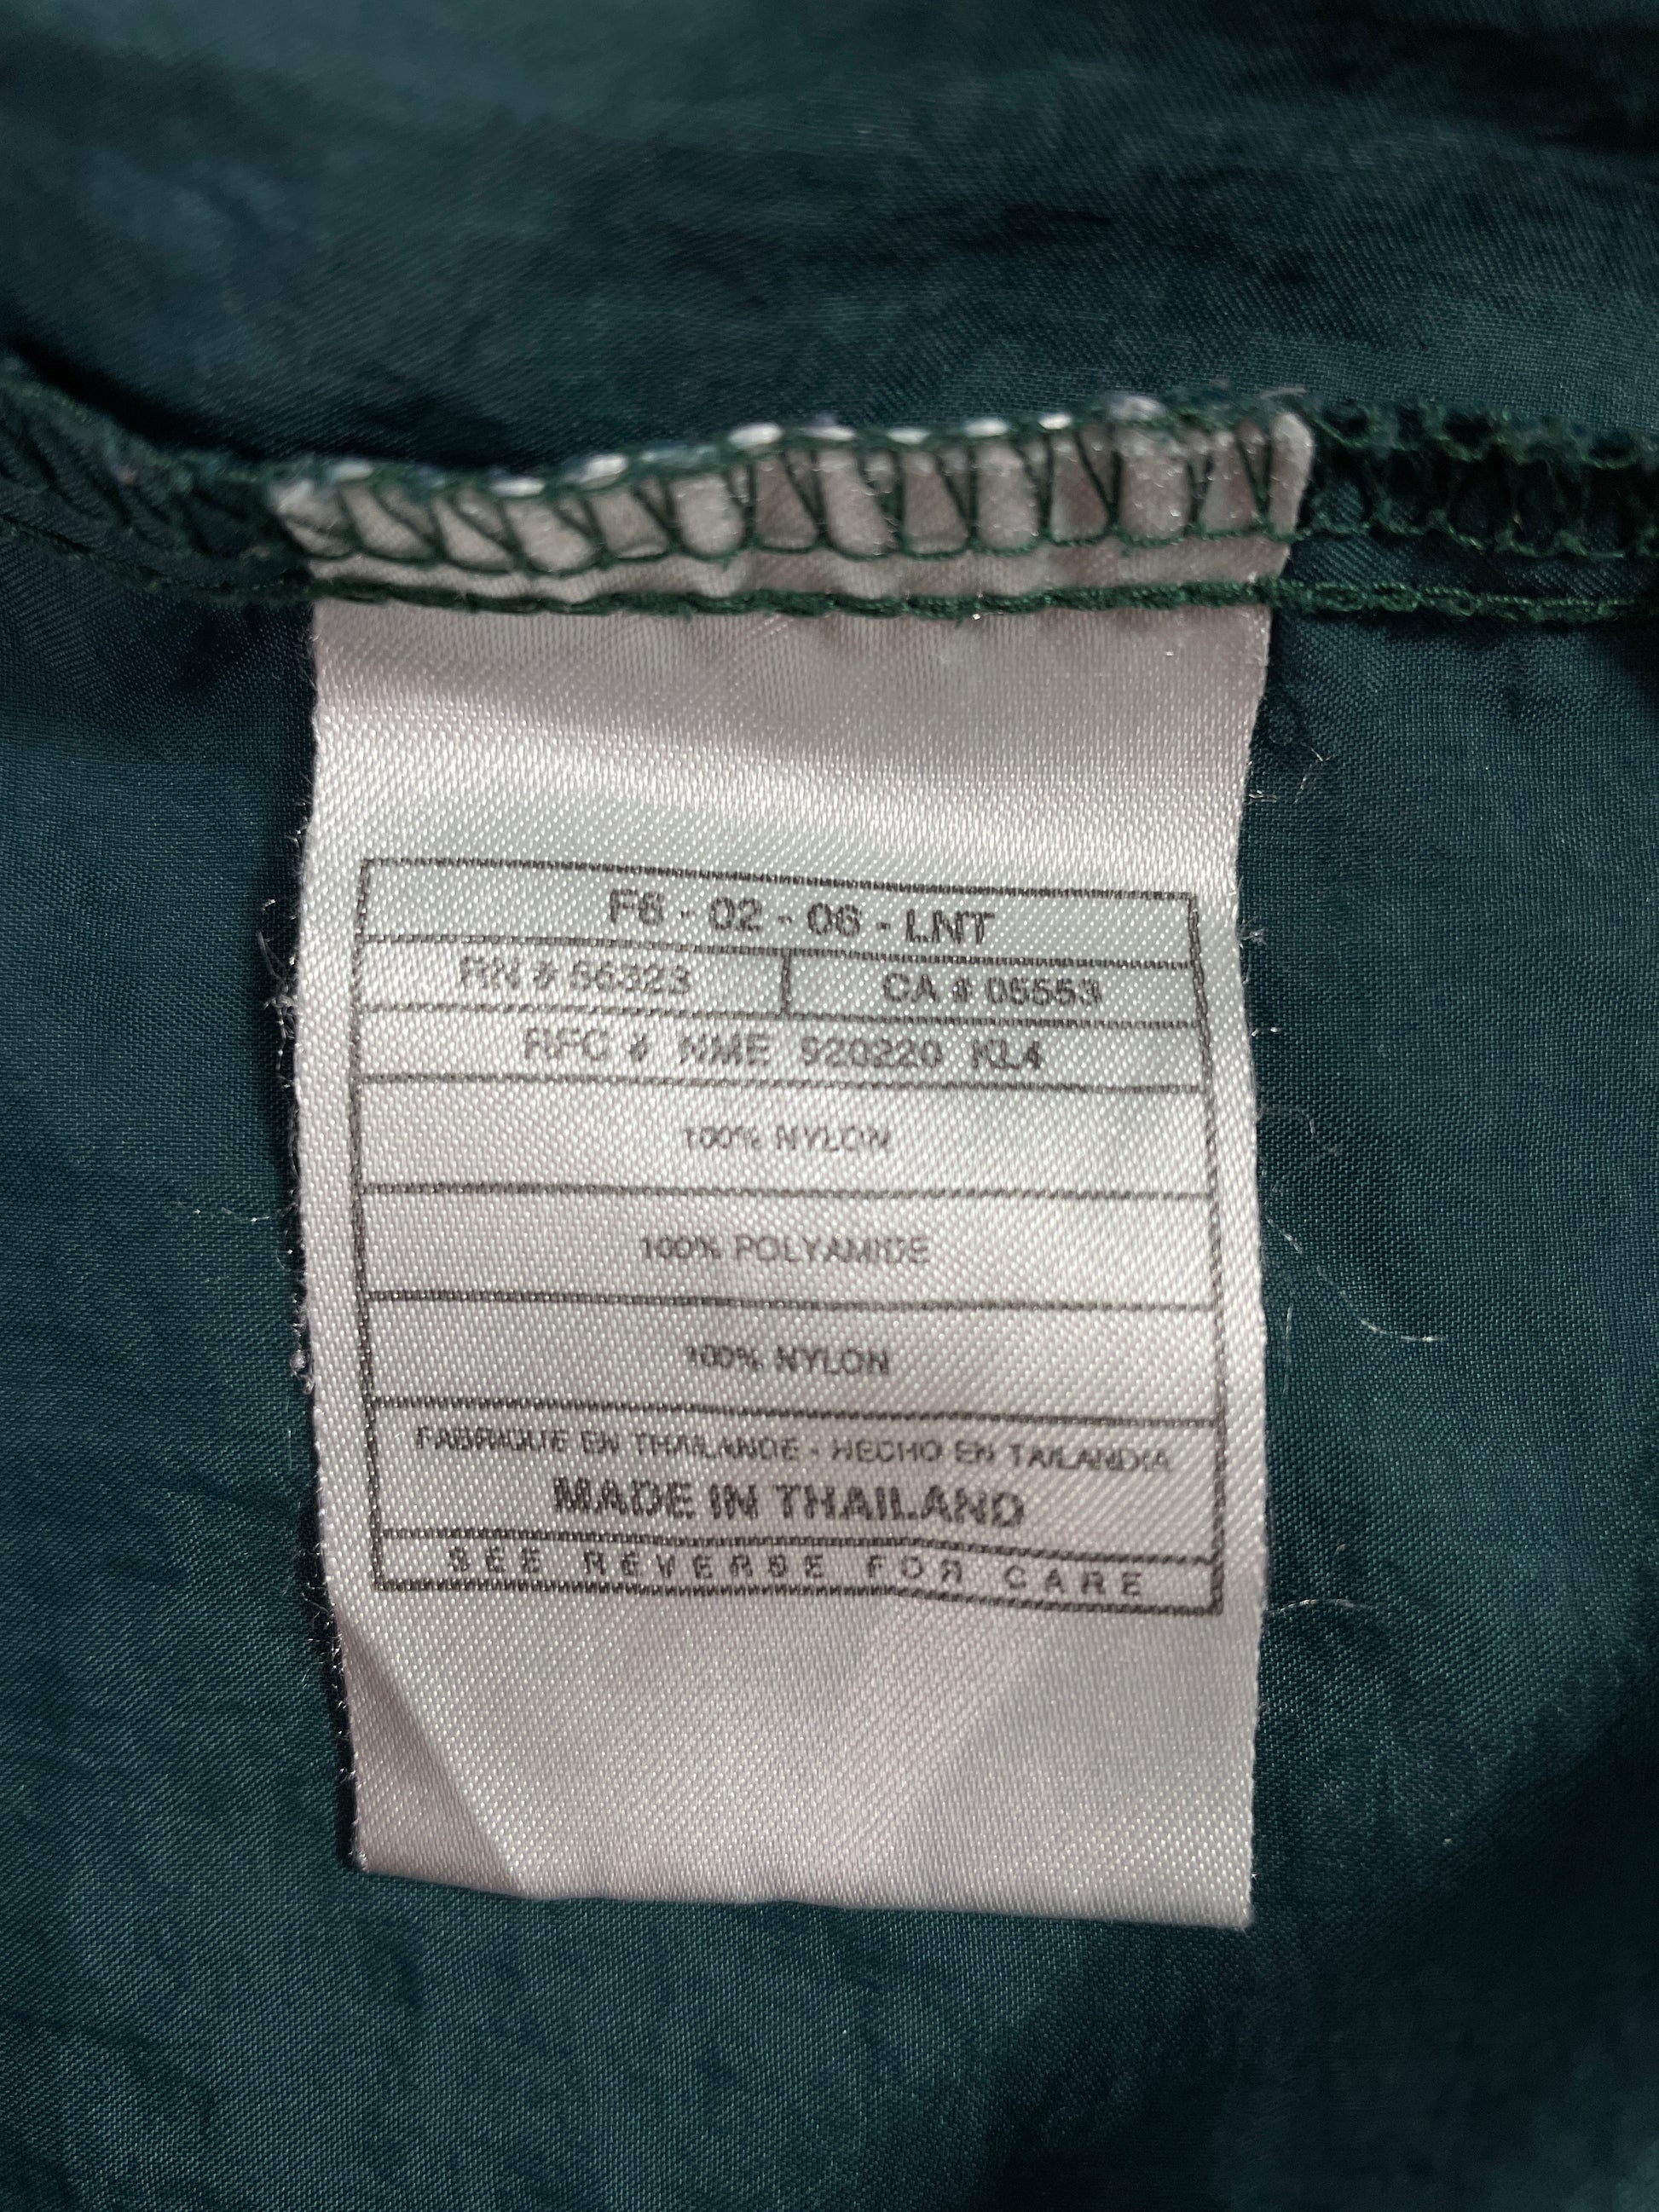 F6 - 02 - 06 - LNT
RN # 56323 CA # 05553
RFC # NME 920220 KL4
100% NYLON
100% POLYAMIDE
100% NYLON
FABRIQUE EN THAILANDE - HECHO EN TAILANDIA
MADE IN THAILAND
SEE REVERSE FOR CARE